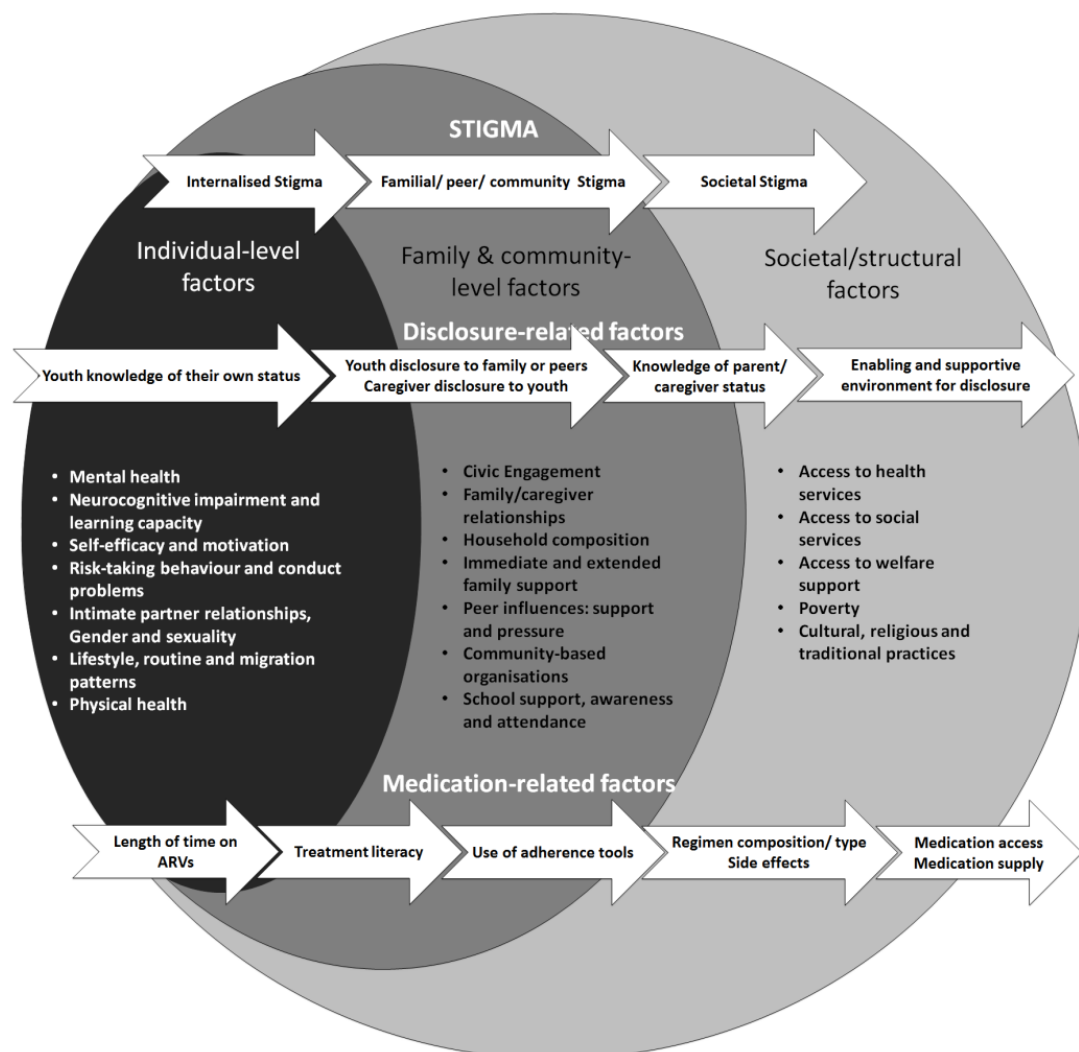 STIGMA
Internalised Stigma
Familial/ peer/ community Stigma
Societal Stigma
Individual-level
factors
Family & community-
level factors
Societal/structural
factors
Disclosure-related factors
Youth knowledge of their own status
Youth disclosure to family or peers
Caregiver disclosure to youth
Knowledge of parent/
caregiver status
Enabling and supportive
environment for disclosure
• Mental health
• Neurocognitive impairment and
learning capacity
• Self-efficacy and motivation
• Risk-taking behaviour and conduct
problems
• Intimate partner relationships,
Gender and sexuality
• Lifestyle, routine and migration
patterns
• Physical health
• Civic Engagement
• Family/caregiver
relationships
• Household composition
• Immediate and extended
family support
• Peer influences: support
and pressure
• Community-based
organisations
• School support, awareness
and attendance
• Access to health
services
• Access to social
services
• Access to welfare
support
• Poverty
• Cultural, religious and
traditional practices
Medication-related factors
Length of time on
ARVs
Treatment literacy
Use of adherence tools
Regimen composition/ type
Side effects
Medication access
Medication supply